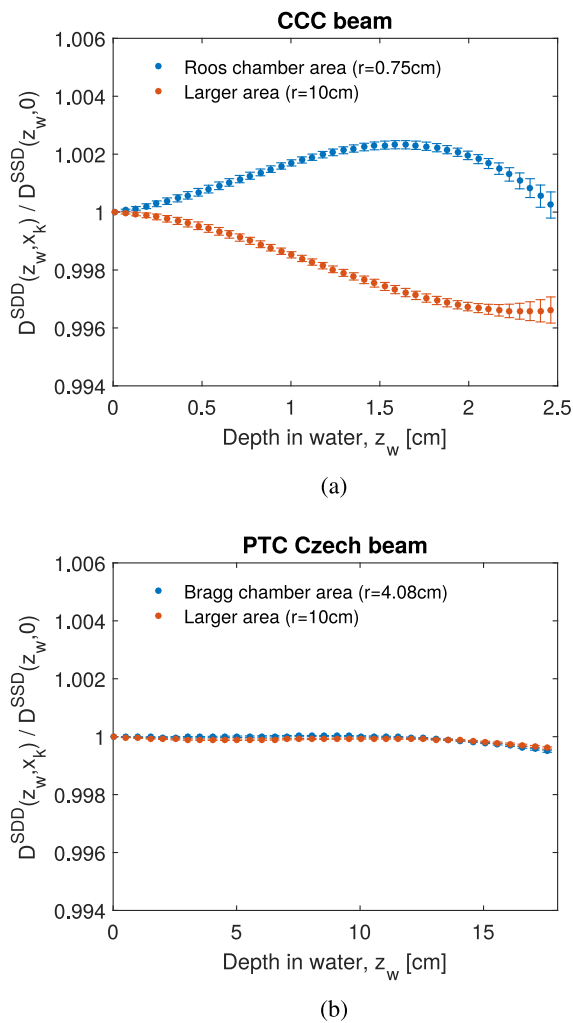 CCC beam
1.006
1.004
1.002
1
0.998
0.996
0.994
D^SDD(z_w,x_k) / D^SSD(z_w,0)
Roos chamber area (r=0.75cm)
Larger area (r=10cm)
0 0.5 1 1.5 2 2.5
Depth in water, z_w [cm]
(a)
PTC Czech beam
1.006
1.004
1.002
1
0.998
0.996
0.994
D^SDD(z_w,x_k) / D^SSD(z_w,0)
Bragg chamber area (r=4.08cm)
Larger area (r=10cm)
0 5 10 15
Depth in water, z_w [cm]
(b)